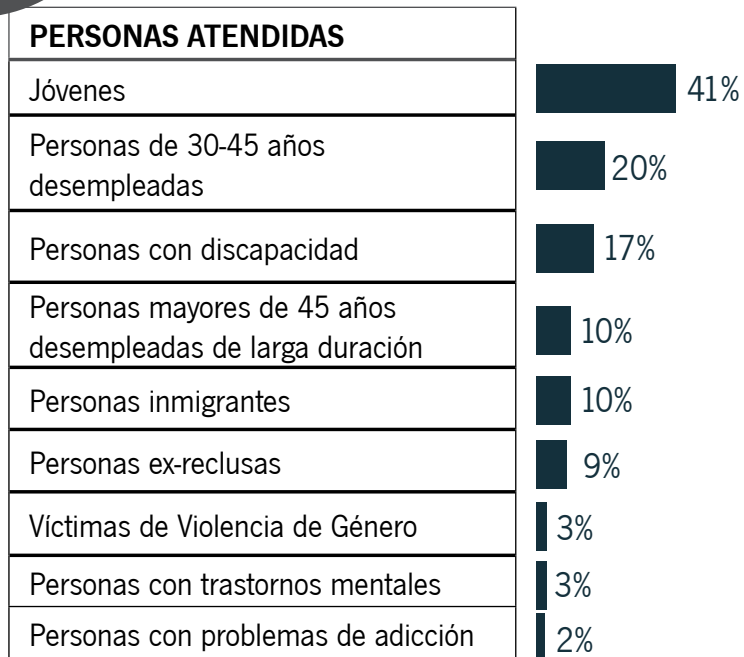 PERSONAS ATENDIDAS
Jóvenes
41%
Personas de 30-45 años
desempleadas
20%
Personas con discapacidad
17%
Personas mayores de 45 años
desempleadas de larga duración
10%
Personas inmigrantes
10%
Personas ex-reclusas
9%
Víctimas de Violencia de Género
3%
Personas con trastornos mentales
3%
Personas con problemas de adicción
2%